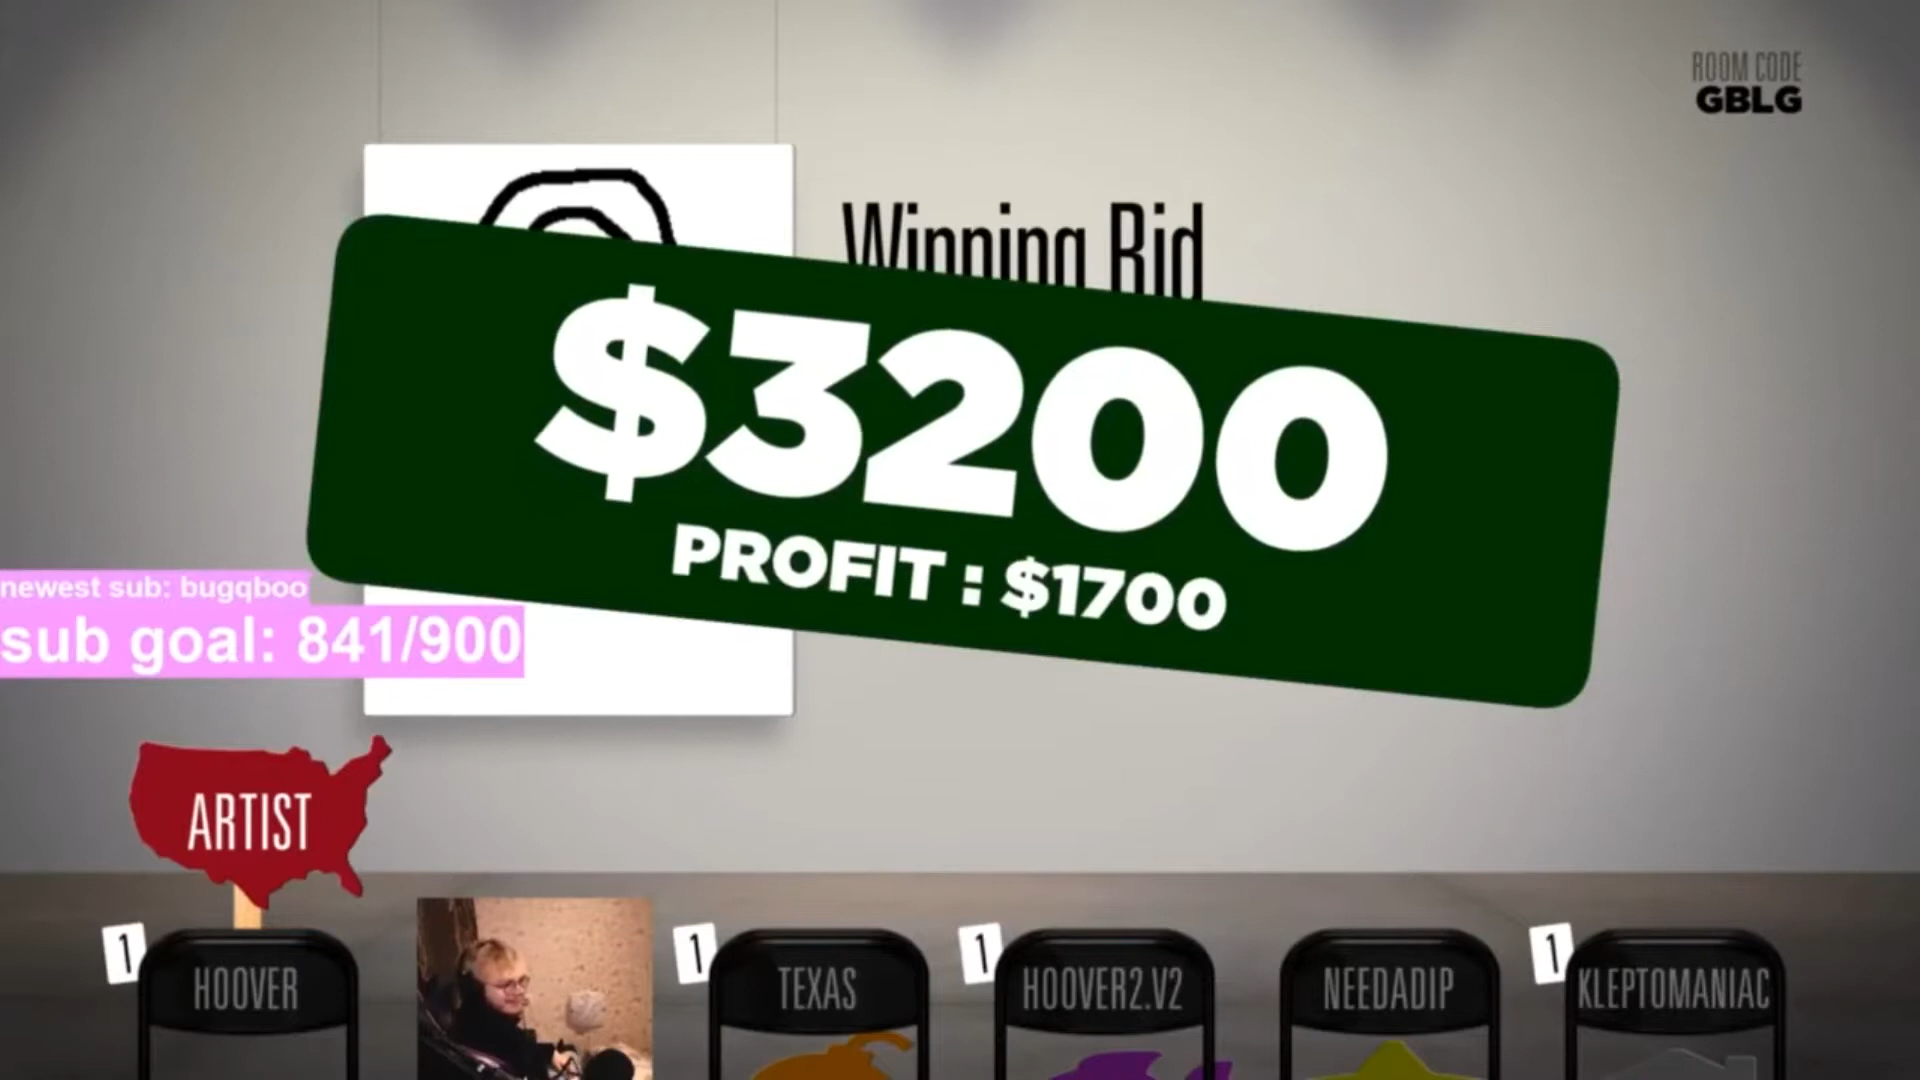 ROOM CODE
GBLG
Winning Bid
$3200
PROFIT : $1700
newest sub: bugqboo
sub goal: 841/900
ARTIST
1
HOOVER
1
TEXAS
1
HOOVER2.V2
NEEDADIP
1
KLEPTOMANIAC